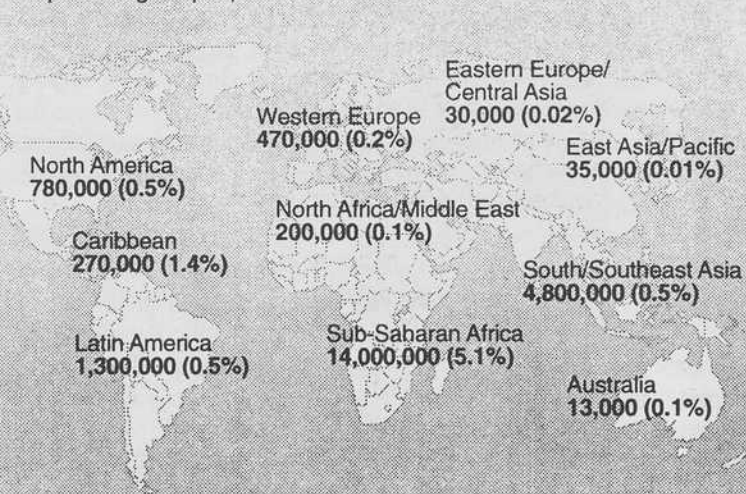 Eastern Europe/
Central Asia
30,000 (0.02%)
Western Europe
470,000 (0.2%)
East Asia/Pacific
35,000 (0.01%)
North America
780,000 (0.5%)
North Africa/Middle East
200,000 (0.1%)
Caribbean
270,000 (1.4%)
South/Southeast Asia
4,800,000 (0.5%)
Sub-Saharan Africa
14,000,000 (5.1%)
Latin America
1,300,000 (0.5%)
Australia
13,000 (0.1%)